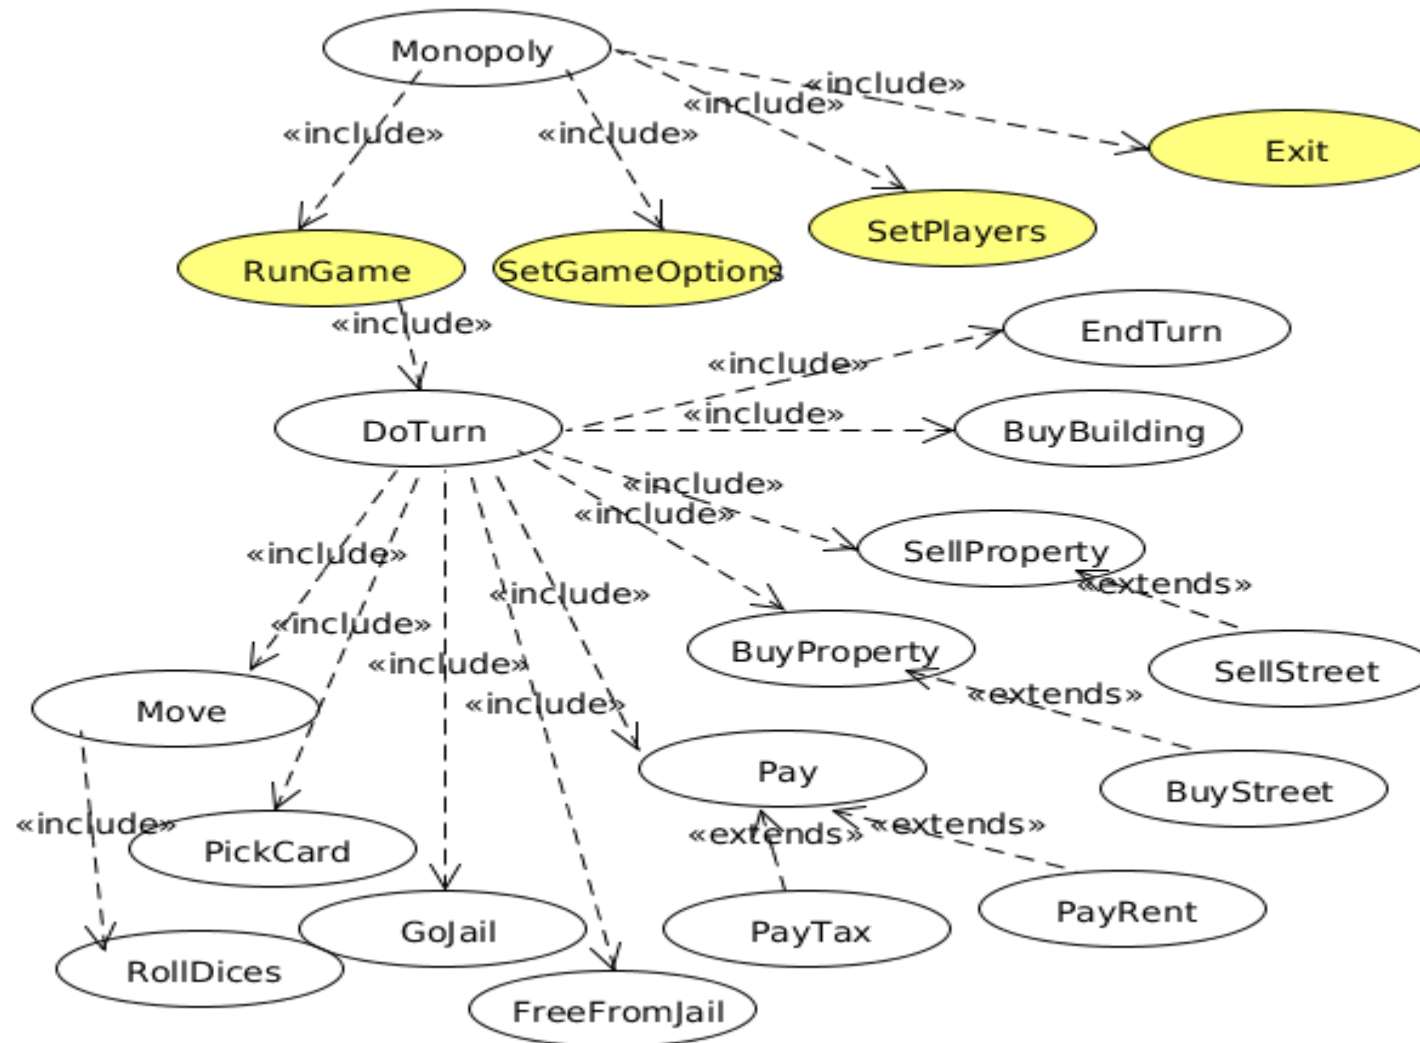 Monopoly
«include»
«include»
«include»
«include»
Exit
SetPlayers
RunGame
SetGameOptions
«include»
EndTurn
«include»
DoTurn
«include»
BuyBuilding
«include»
«include»
SellProperty
«include»
«extends»
«include»
«include»
BuyProperty
SellStreet
«include»
«extends»
«include»
Move
Pay
BuyStreet
«include»
«extends»
«extends»
PickCard
GoJail
PayTax
PayRent
RollDices
FreeFromJail